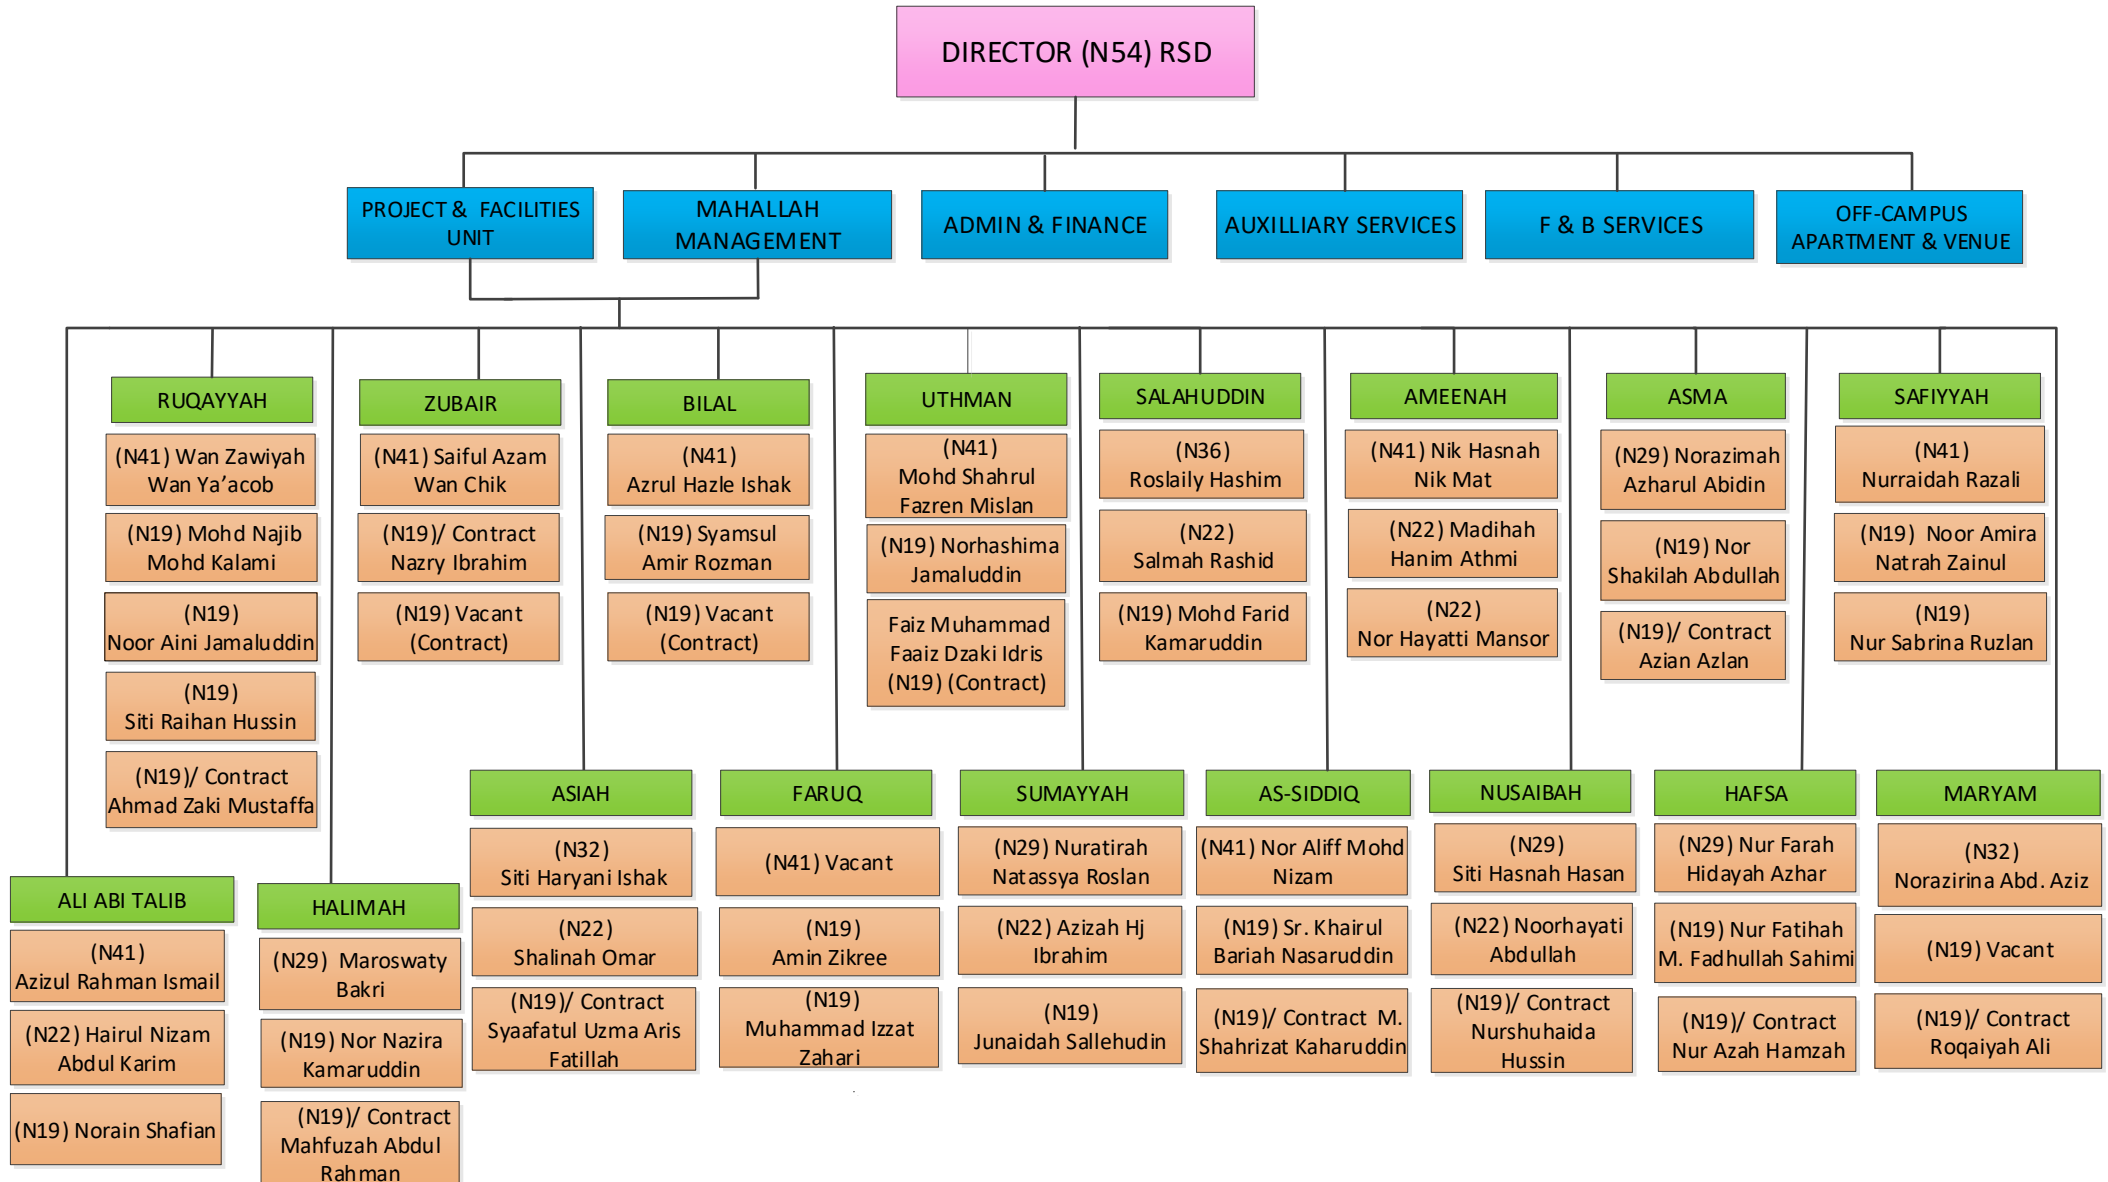 DIRECTOR (N54) RSD
PROJECT & FACILITIES
UNIT
MAHALLAH
MANAGEMENT
ADMIN & FINANCE
AUXILLIARY SERVICES
F & B SERVICES
OFF-CAMPUS
APARTMENT & VENUE
RUQAYYAH
(N41) Wan Zawiyah
Wan Ya’acob
(N19) Mohd Najib
Mohd Kalami
(N19)
Noor Aini Jamaluddin
(N19)
Siti Raihan Hussin
(N19)/ Contract
Ahmad Zaki Mustaffa
ZUBAIR
(N41) Saiful Azam
Wan Chik
(N19)/ Contract
Nazry Ibrahim
(N19) Vacant
(Contract)
BILAL
(N41)
Azrul Hazle Ishak
(N19) Syamsul
Amir Rozman
(N19) Vacant
(Contract)
UTHMAN
(N41)
Mohd Shahrul
Fazren Mislan
(N19) Norhashima
Jamaluddin
Faiz Muhammad
Faaiz Dzaki Idris
(N19) (Contract)
SALAHUDDIN
(N36)
Roslaily Hashim
(N22)
Salmah Rashid
(N19) Mohd Farid
Kamaruddin
AMEENAH
(N41) Nik Hasnah
Nik Mat
(N22) Madihah
Hanim Athmi
(N22)
Nor Hayatti Mansor
ASMA
(N29) Norazimah
Azharul Abidin
(N19) Nor
Shakilah Abdullah
(N19)/ Contract
Azian Azlan
SAFIYYAH
(N41)
Nurraidah Razali
(N19) Noor Amira
Natrah Zainul
(N19)
Nur Sabrina Ruzlan
ALI ABI TALIB
(N41)
Azizul Rahman Ismail
(N22) Hairul Nizam
Abdul Karim
(N19) Norain Shafian
HALIMAH
(N29) Maroswaty
Bakri
(N19) Nor Nazira
Kamaruddin
(N19)/ Contract
Mahfuzah Abdul
Rahman
ASIAH
(N32)
Siti Haryani Ishak
(N22)
Shalinah Omar
(N19)/ Contract
Syaafatul Uzma Aris
Fatillah
FARUQ
(N41) Vacant
(N19)
Amin Zikree
(N19)
Muhammad Izzat
Zahari
SUMAYYAH
(N29) Nuratirah
Natassya Roslan
(N22) Azizah Hj
Ibrahim
(N19)
Junaidah Sallehudin
AS-SIDDIQ
(N41) Nor Aliff Mohd
Nizam
(N19) Sr. Khairul
Bariah Nasaruddin
(N19)/ Contract M.
Shahrizat Kaharuddin
NUSAIBAH
(N29)
Siti Hasnah Hasan
(N22) Noorhayati
Abdullah
(N19)/ Contract
Nurshuhaida
Hussin
HAFSA
(N29) Nur Farah
Hidayah Azhar
(N19) Nur Fatihah
M. Fadhullah Sahimi
(N19)/ Contract
Nur Azah Hamzah
MARYAM
(N32)
Norazirina Abd. Aziz
(N19) Vacant
(N19)/ Contract
Roqaiyah Ali